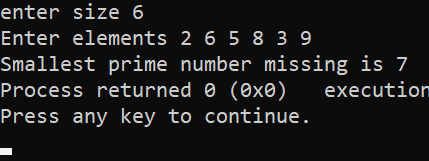 enter size 6
Enter elements 2 6 5 8 3 9
Smallest prime number missing is 7
Process returned 0 (0x0)   execution
Press any key to continue.